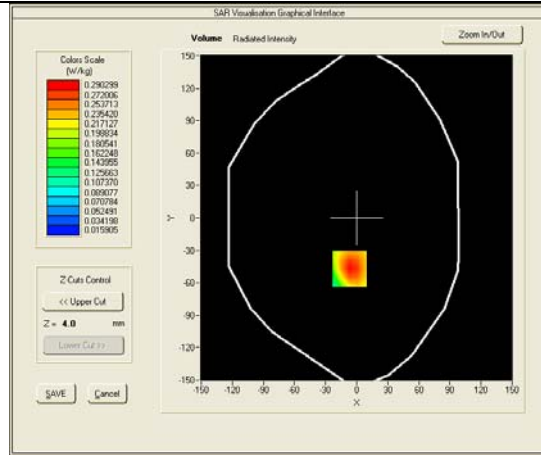 SAR Visualisation Graphical Interface
Volume Radiated Intensity
Zoom In/Out
Colors Scale
(W/kg)
0.290299
0.272006
0.253713
0.235420
0.217127
0.198834
0.180541
0.162248
0.143955
0.125663
0.107370
0.089077
0.070784
0.052491
0.034198
0.015905
Z-Cuts Control
<< Upper Cut
Z = 4.0 mm
Lower Cut >>
SAVE Cancel
150
120
90
60
30
0
-30
-60
-90
-120
-150
Y
-150 -120 -90 -60 -30 0 30 60 90 120 150
X